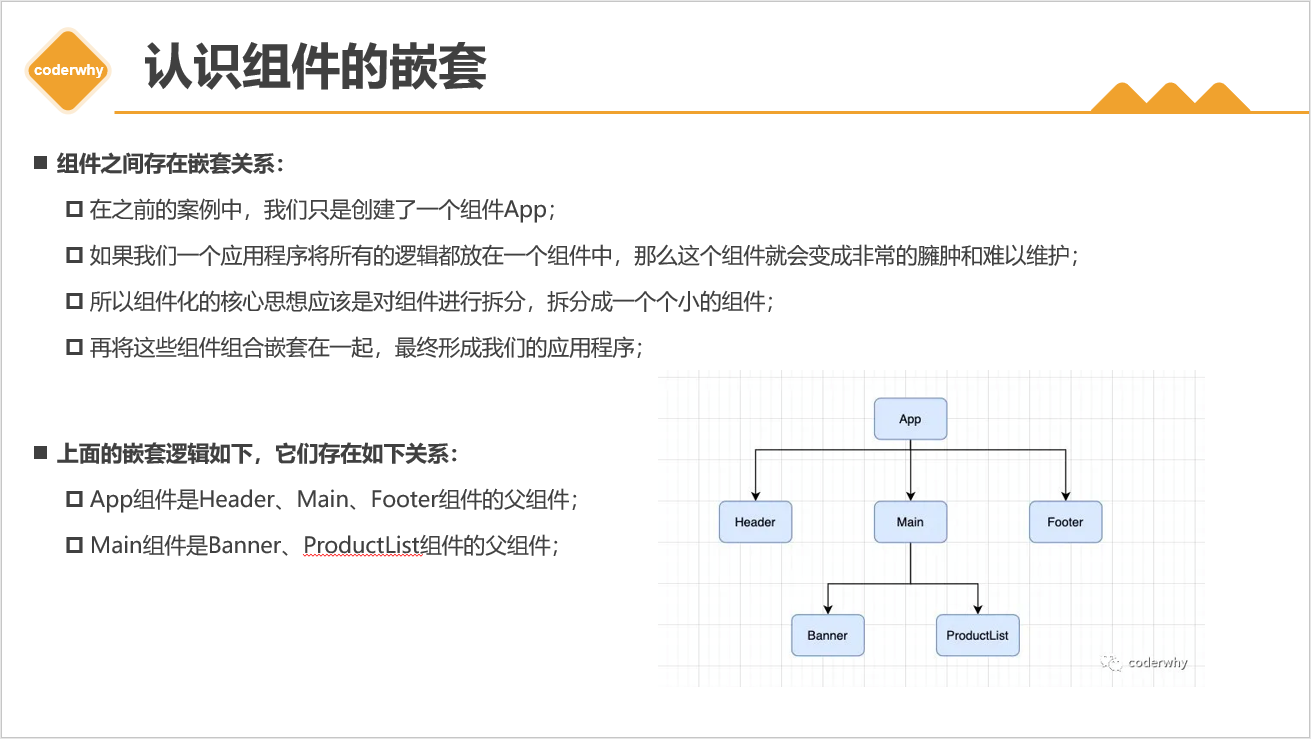 coderwhy
认识组件的嵌套
组件之间存在嵌套关系：
在之前的案例中，我们只是创建了一个组件App；
如果我们一个应用程序将所有的逻辑都放在一个组件中，那么这个组件就会变成非常的臃肿和难以维护；
所以组件化的核心思想应该是对组件进行拆分，拆分成一个个小的组件；
再将这些组件组合嵌套在一起，最终形成我们的应用程序；
上面的嵌套逻辑如下，它们存在如下关系：
App组件是Header、Main、Footer组件的父组件；
Main组件是Banner、ProductList组件的父组件；
App
Header
Main
Footer
Banner
ProductList
coderwhy